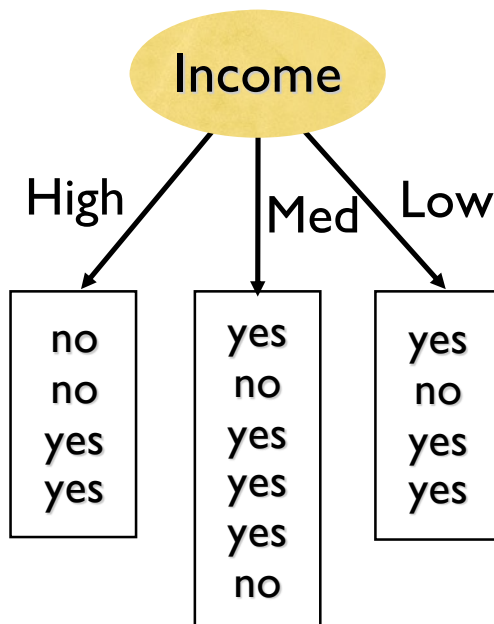 Income
High
Med
Low
no
no
yes
yes
yes
no
yes
yes
yes
no
yes
no
yes
yes